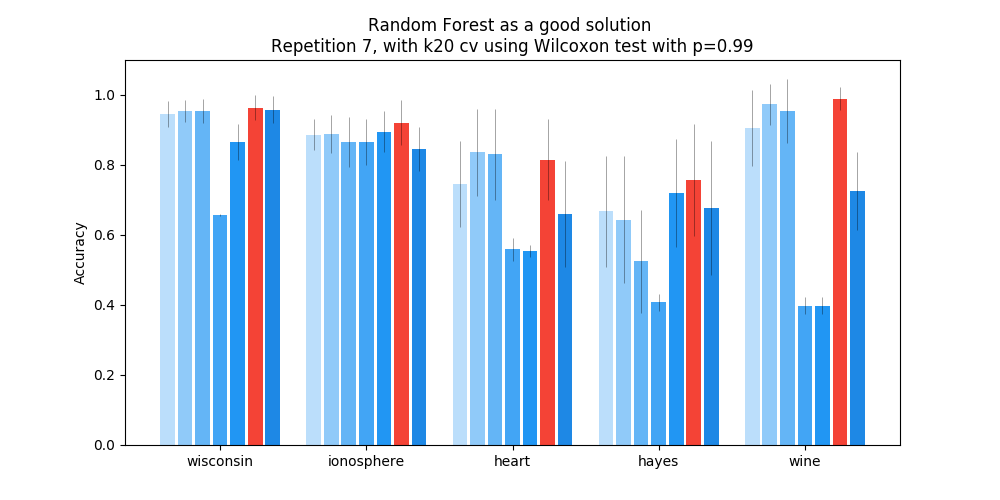 Random Forest as a good solution
Repetition 7, with k20 cv using Wilcoxon test with p=0.99
Accuracy
1.0
0.8
0.6
0.4
0.2
0.0
wisconsin ionosphere heart hayes wine